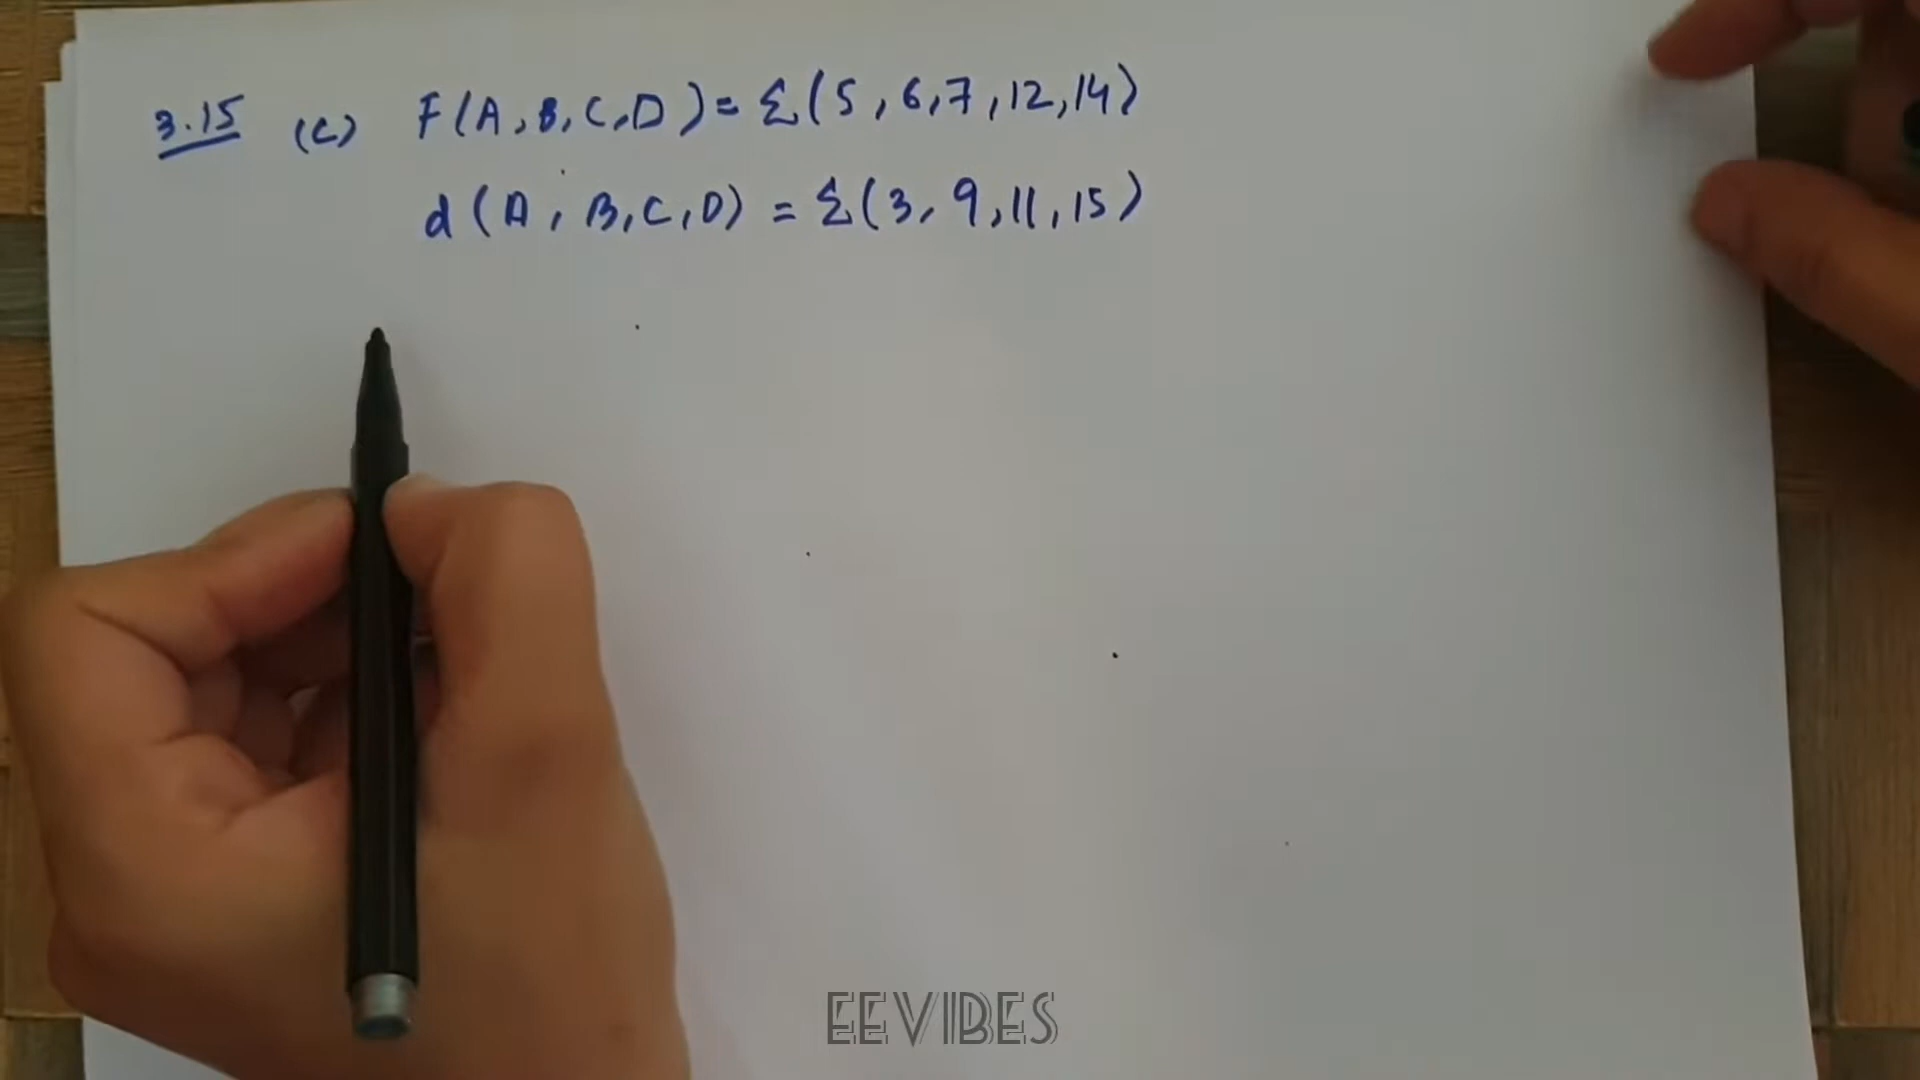 3.15 (C) F(A,B,C,D)=Σ(5,6,7,12,14)
d(A,B,C,D)=Σ(3,9,11,15)
EEVIBES